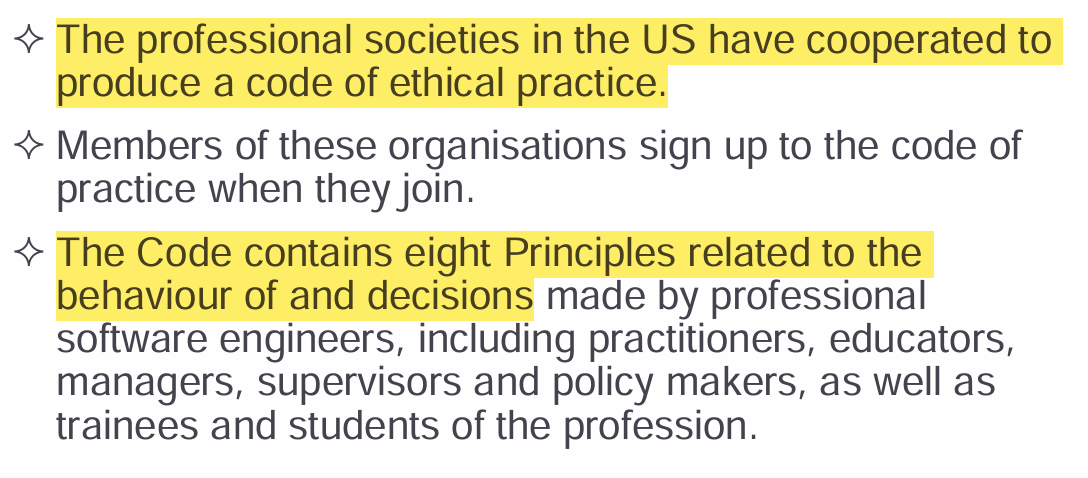 ✧ The professional societies in the US have cooperated to
produce a code of ethical practice.
✧ Members of these organisations sign up to the code of
practice when they join.
✧ The Code contains eight Principles related to the
behaviour of and decisions made by professional
software engineers, including practitioners, educators,
managers, supervisors and policy makers, as well as
trainees and students of the profession.